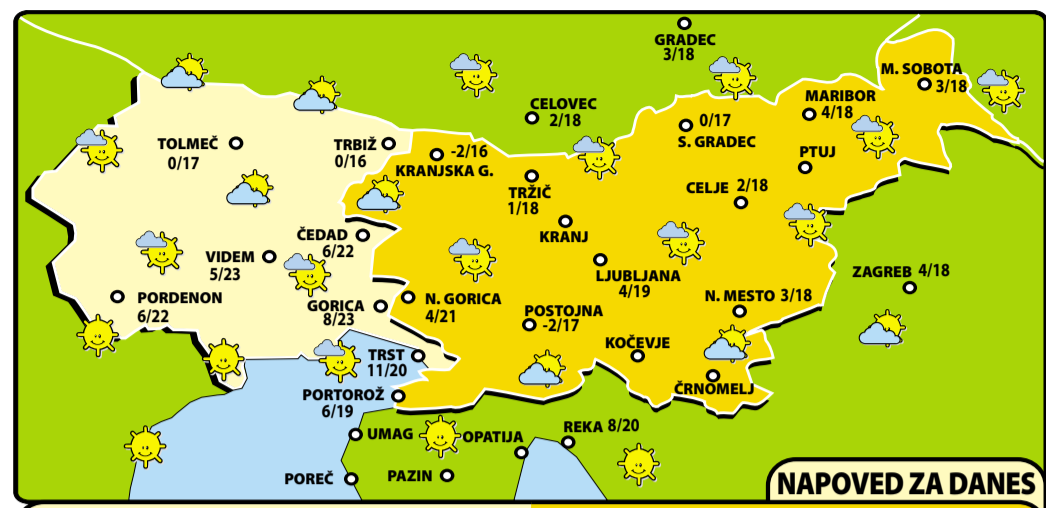 GRADEC
3/18
M. SOBOTA
3/18
MARIBOR
4/18
CELOVEC
2/18
0/17
S. GRADEC
TOLMEČ
0/17
TRBIŽ
0/16
-2/16
KRANJSKA G.
PTUJ
TRŽIČ
1/18
CELJE 2/18
KRANJ
ČEDAD
6/22
VIDEM
5/23
LJUBLJANA
4/19
ZAGREB 4/18
PORDENON
6/22
GORICA
8/23
N. GORICA
4/21
POSTOJNA
-2/17
N. MESTO 3/18
KOČEVJE
TRST
11/20
ČRNOMELJ
PORTOROŽ
6/19
UMAG
OPATIJA
REKA 8/20
POREČ
PAZIN
NAPOVED ZA DANES